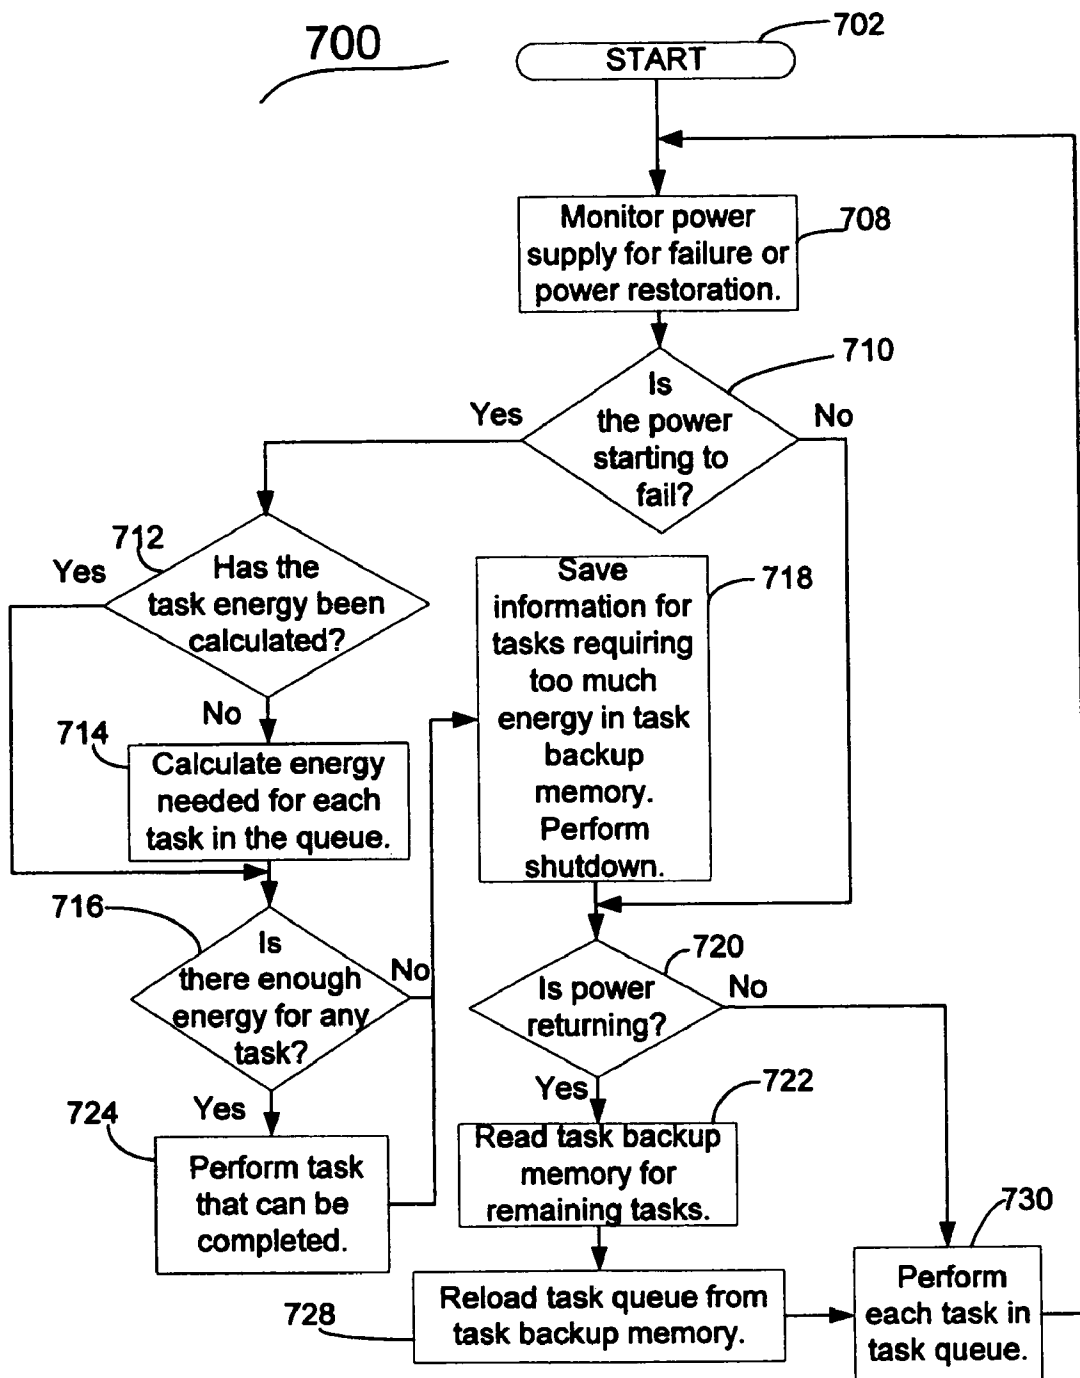 700
702
START
Monitor power
supply for failure or
power restoration.
708
710
Is
the power
starting to
fail?
Yes
No
712
Yes
Has the
task energy been
calculated?
No
714
Calculate energy
needed for each
task in the queue.
Save
information for
tasks requiring
too much
energy in task
backup
memory.
Perform
shutdown.
718
716
Is
there enough
energy for any
task?
No
Yes
720
Is power
returning?
No
Yes
724
Perform task
that can be
completed.
722
Read task backup
memory for
remaining tasks.
728
Reload task queue from
task backup memory.
730
Perform
each task in
task queue.